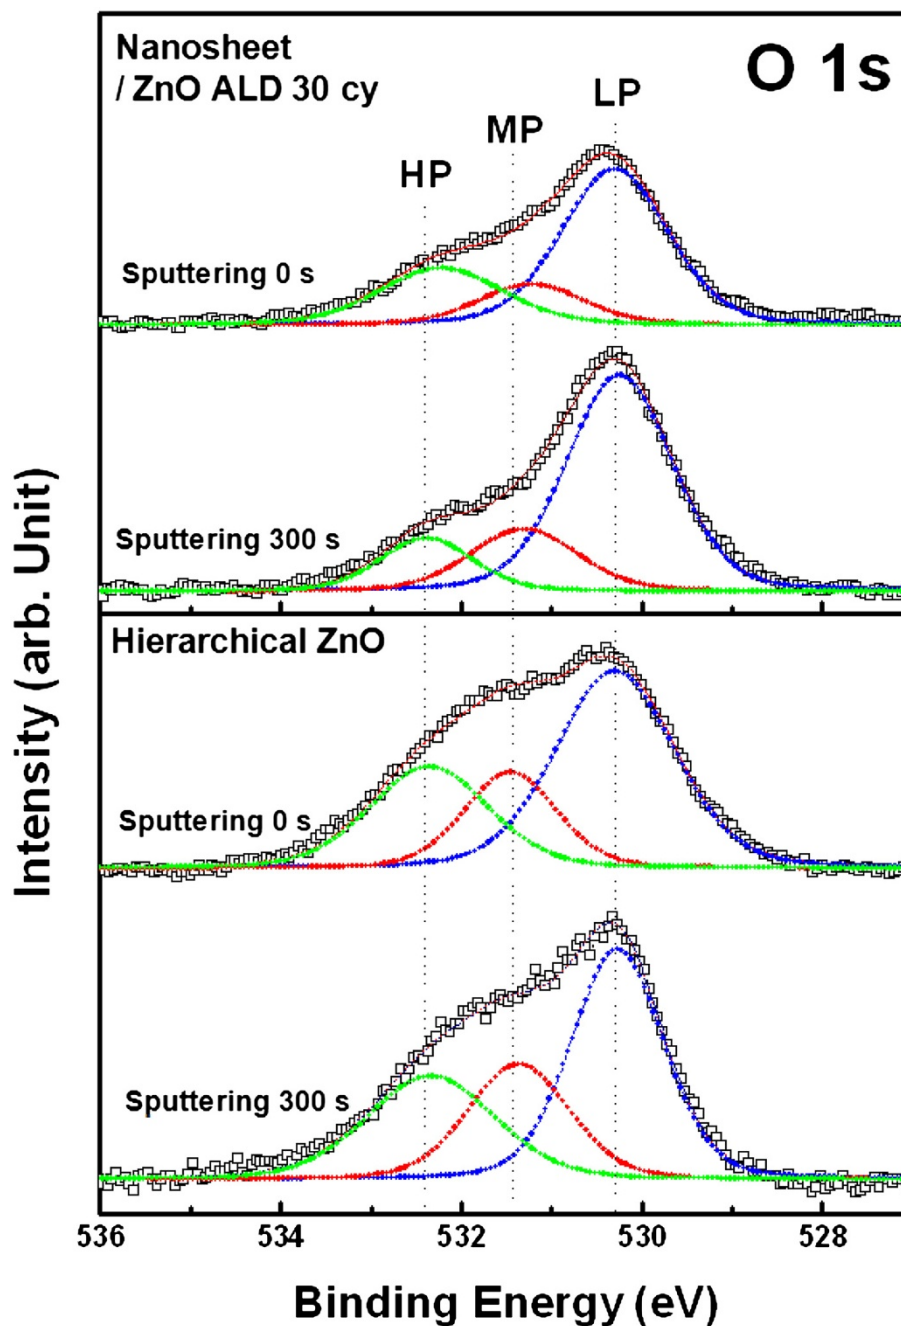 Nanosheet
/ ZnO ALD 30 cy
O 1s
HP
MP
LP
Sputtering 0 s
Sputtering 300 s
Hierarchical ZnO
Sputtering 0 s
Sputtering 300 s
Intensity (arb. Unit)
536 534 532 530 528
Binding Energy (eV)